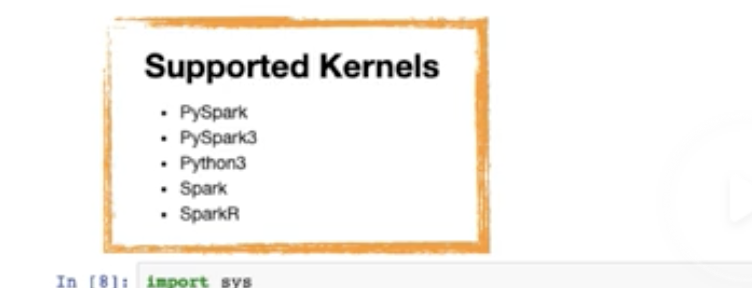 Supported Kernels
• PySpark
• PySpark3
• Python3
• Spark
• SparkR
In [8]: import sys